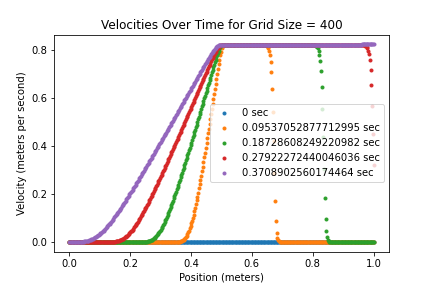 Velocities Over Time for Grid Size = 400
Velocity (meters per second)
0.8
0.6
0.4
0.2
0.0
0 sec
0.09537052877712995 sec
0.1872860824922098​2 sec
0.27922272440046036 sec
0.3708902560174464 sec
0.0 0.2 0.4 0.6 0.8 1.0
Position (meters)